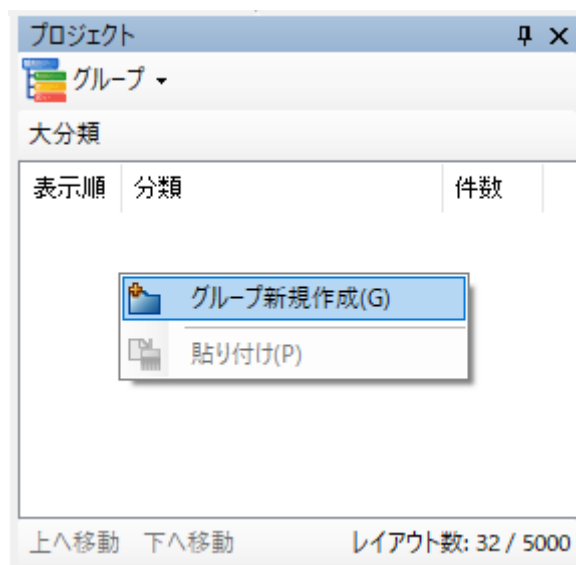 プロジェクト
グループ
大分類
表示順 分類 件数
グループ新規作成(G)
貼り付け(P)
上へ移動 下へ移動 レイアウト数: 32 / 5000